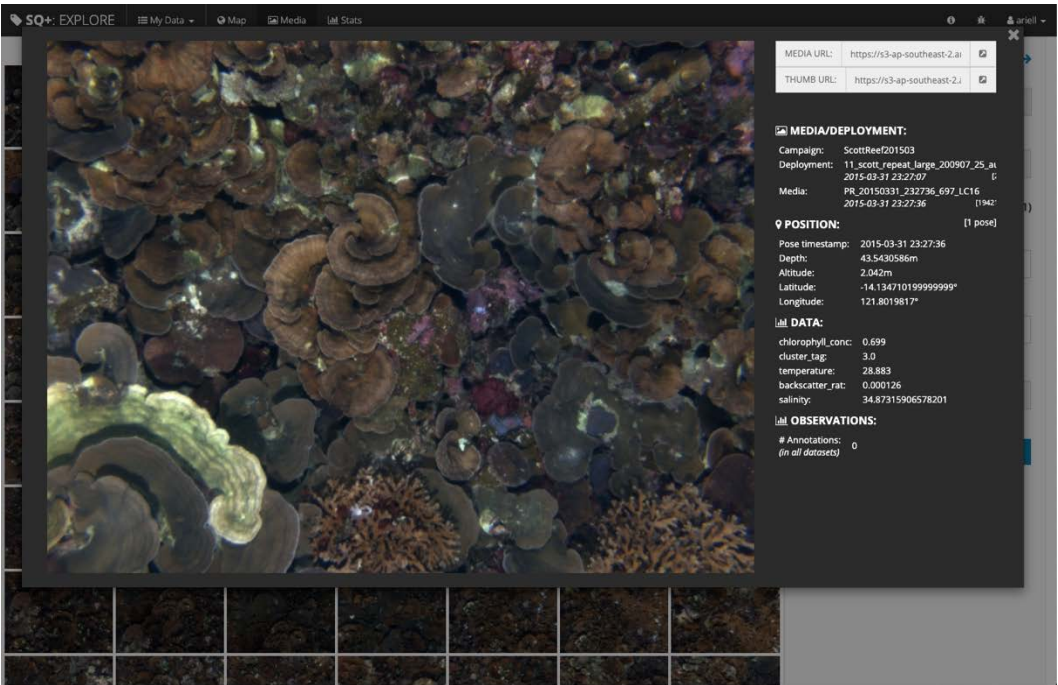 SQ+: EXPLORE My Data Map Media Stats ariell
MEDIA URL: https://s3-ap-southeast-2.a
THUMB URL: https://s3-ap-southeast-2.
MEDIA/DEPLOYMENT:
Campaign: ScottReef201503
Deployment: 11_scott_repeat_large_200907_25_au
2015-03-31 23:27:07
Media: PR_20150331_232736_697_LC16
2015-03-31 23:27:36 [1942
POSITION: [1 pose]
Pose timestamp: 2015-03-31 23:27:36
Depth: 43.5430586m
Altitude: 2.042m
Latitude: -14.134710199999999°
Longitude: 121.8019817°
DATA:
chlorophyll_conc: 0.699
cluster_tag: 3.0
temperature: 28.883
backscatter_rat: 0.000126
salinity: 34.87315906578201
OBSERVATIONS:
# Annotations: 0
(in all datasets)